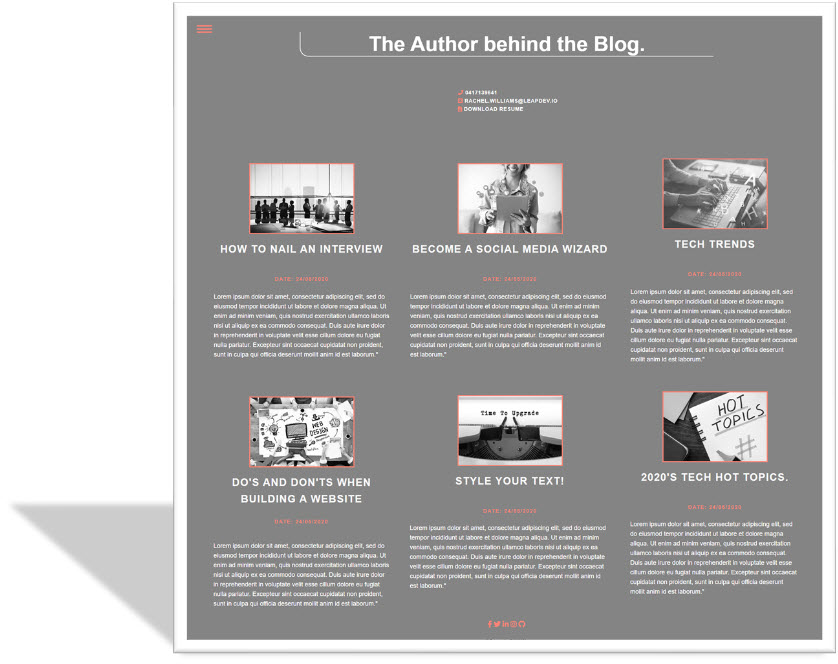 The Author behind the Blog.
RACHEL.WILLIAMS@LEAPDEV.IO
DOWNLOAD RESUME
HOW TO NAIL AN INTERVIEW
DATE: 24/05/2020
Lorem ipsum dolor sit amet, consectetur adipiscing elit, sed do
eiusmod tempor incididunt ut labore et dolore magna aliqua. Ut
enim ad minim veniam, quis nostrud exercitation ullamco laboris
nisi ut aliquip ex ea commodo consequat. Duis aute irure dolor
in reprehenderit in voluptate velit esse cillum dolore eu fugiat
nulla pariatur. Excepteur sint occaecat cupidatat non proident,
sunt in culpa qui officia deserunt mollit anim id est laborum."
BECOME A SOCIAL MEDIA WIZARD
DATE: 24/05/2020
Lorem ipsum dolor sit amet, consectetur adipiscing elit, sed do eiusmod
tempor incididunt ut labore et dolore magna aliqua. Ut enim ad minim
veniam, quis nostrud exercitation ullamco laboris nisi ut aliquip ex ea
commodo consequat. Duis aute irure dolor in reprehenderit in voluptate
velit esse cillum dolore eu fugiat nulla pariatur. Excepteur sint occaecat
cupidatat non proident, sunt in culpa qui officia deserunt mollit anim id
est laborum."
TECH TRENDS
DATE: 24/05/2020
Lorem ipsum dolor sit amet, consectetur adipiscing elit, sed
do eiusmod tempor incididunt ut labore et dolore magna
aliqua. Ut enim ad minim veniam, quis nostrud exercitation
ullamco laboris nisi ut aliquip ex ea commodo consequat.
Duis aute irure dolor in reprehenderit in voluptate velit esse
cillum dolore eu fugiat nulla pariatur. Excepteur sint occaecat
cupidatat non proident, sunt in culpa qui officia deserunt
mollit anim id est laborum."
WEB
DESIGN
DO'S AND DON'TS WHEN
BUILDING A WEBSITE
DATE: 24/05/2020
Lorem ipsum dolor sit amet, consectetur adipiscing elit, sed do
eiusmod tempor incididunt ut labore et dolore magna aliqua. Ut
enim ad minim veniam, quis nostrud exercitation ullamco laboris
nisi ut aliquip ex ea commodo consequat. Duis aute irure dolor
in reprehenderit in voluptate velit esse cillum dolore eu fugiat
nulla pariatur. Excepteur sint occaecat cupidatat non proident,
sunt in culpa qui officia deserunt mollit anim id est laborum."
Time To Upgrade
STYLE YOUR TEXT!
DATE: 24/05/2020
Lorem ipsum dolor sit amet, consectetur adipiscing elit, sed do eiusmod
tempor incididunt ut labore et dolore magna aliqua. Ut enim ad minim
veniam, quis nostrud exercitation ullamco laboris nisi ut aliquip ex ea
commodo consequat. Duis aute irure dolor in reprehenderit in voluptate
velit esse cillum dolore eu fugiat nulla pariatur. Excepteur sint occaecat
cupidatat non proident, sunt in culpa qui officia deserunt mollit anim id
est laborum."
HOT
TOPICS
#
2020'S TECH HOT TOPICS.
DATE: 24/05/2020
Lorem ipsum dolor sit amet, consectetur adipiscing elit, sed
do eiusmod tempor incididunt ut labore et dolore magna
aliqua. Ut enim ad minim veniam, quis nostrud exercitation
ullamco laboris nisi ut aliquip ex ea commodo consequat.
Duis aute irure dolor in reprehenderit in voluptate velit esse
cillum dolore eu fugiat nulla pariatur. Excepteur sint occaecat
cupidatat non proident, sunt in culpa qui officia deserunt
mollit anim id est laborum."